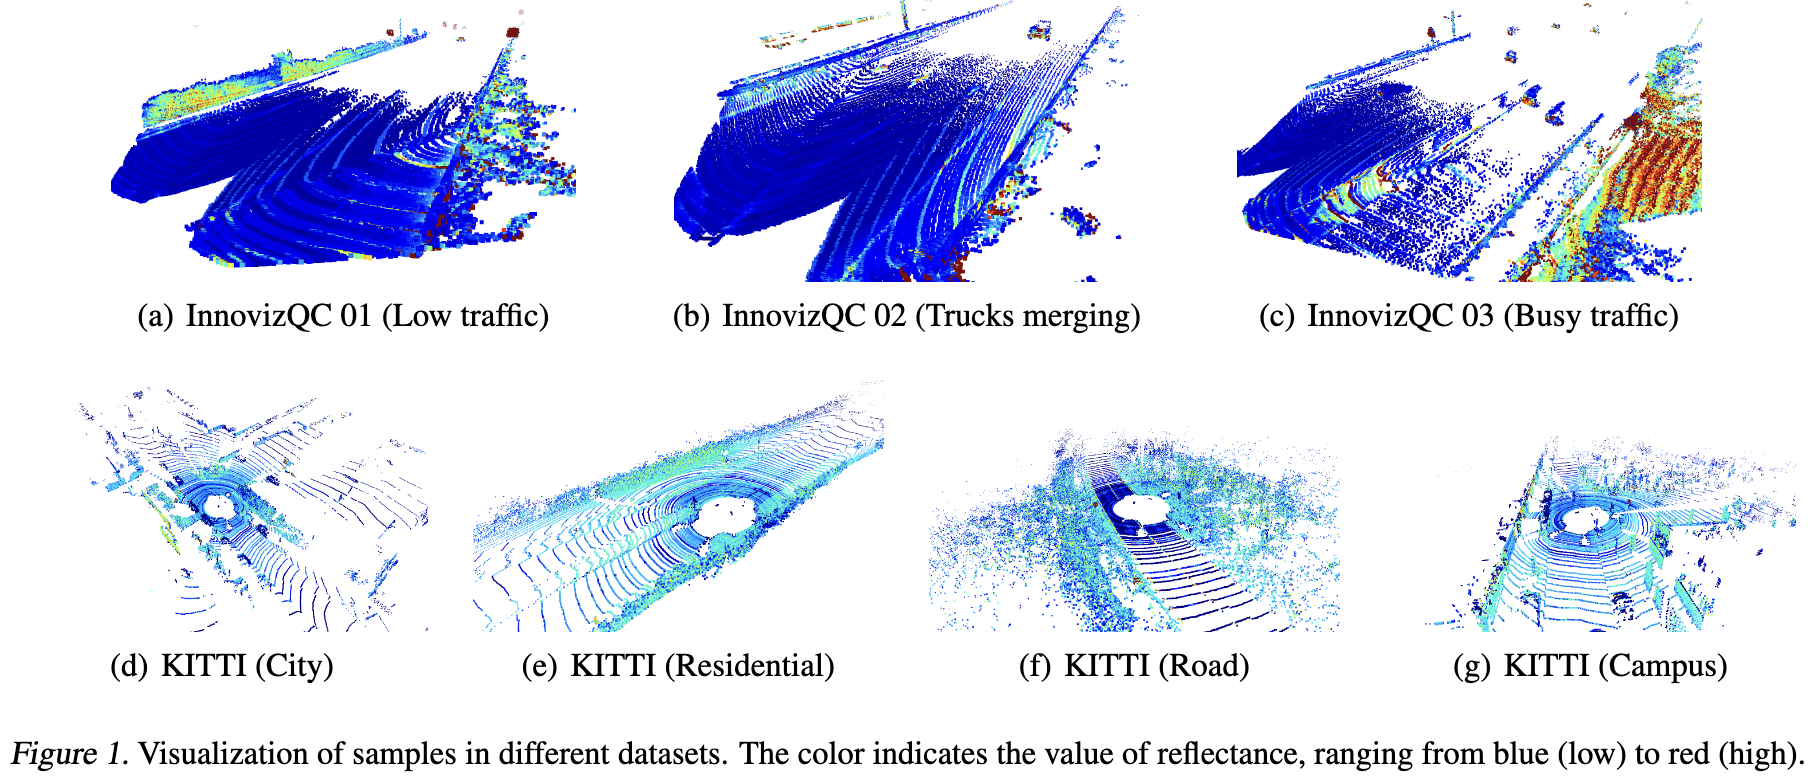 (a) InnovizQC 01 (Low traffic)
(b) InnovizQC 02 (Trucks merging)
(c) InnovizQC 03 (Busy traffic)
(d) KITTI (City)
(e) KITTI (Residential)
(f) KITTI (Road)
(g) KITTI (Campus)
Figure 1. Visualization of samples in different datasets. The color indicates the value of reflectance, ranging from blue (low) to red (high).